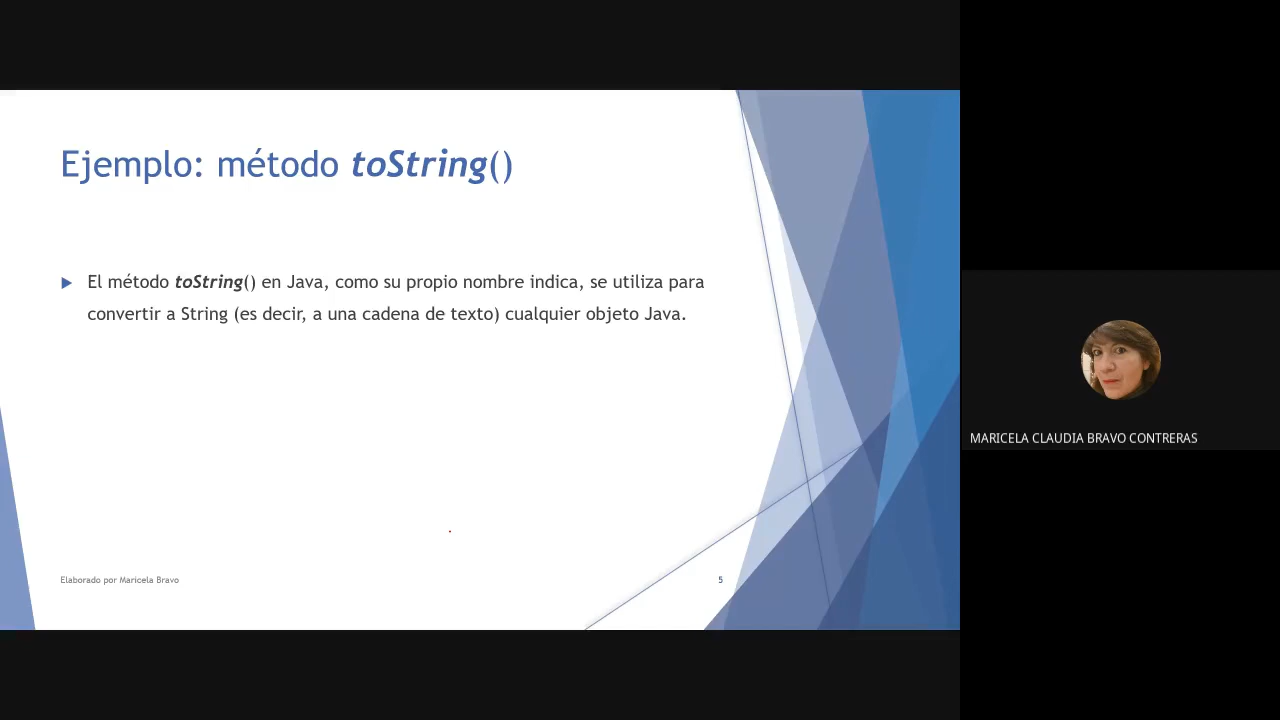 Ejemplo: método toString()
El método toString() en Java, como su propio nombre indica, se utiliza para
convertir a String (es decir, a una cadena de texto) cualquier objeto Java.
Elaborado por Maricela Bravo
5
MARICELA CLAUDIA BRAVO CONTRERAS